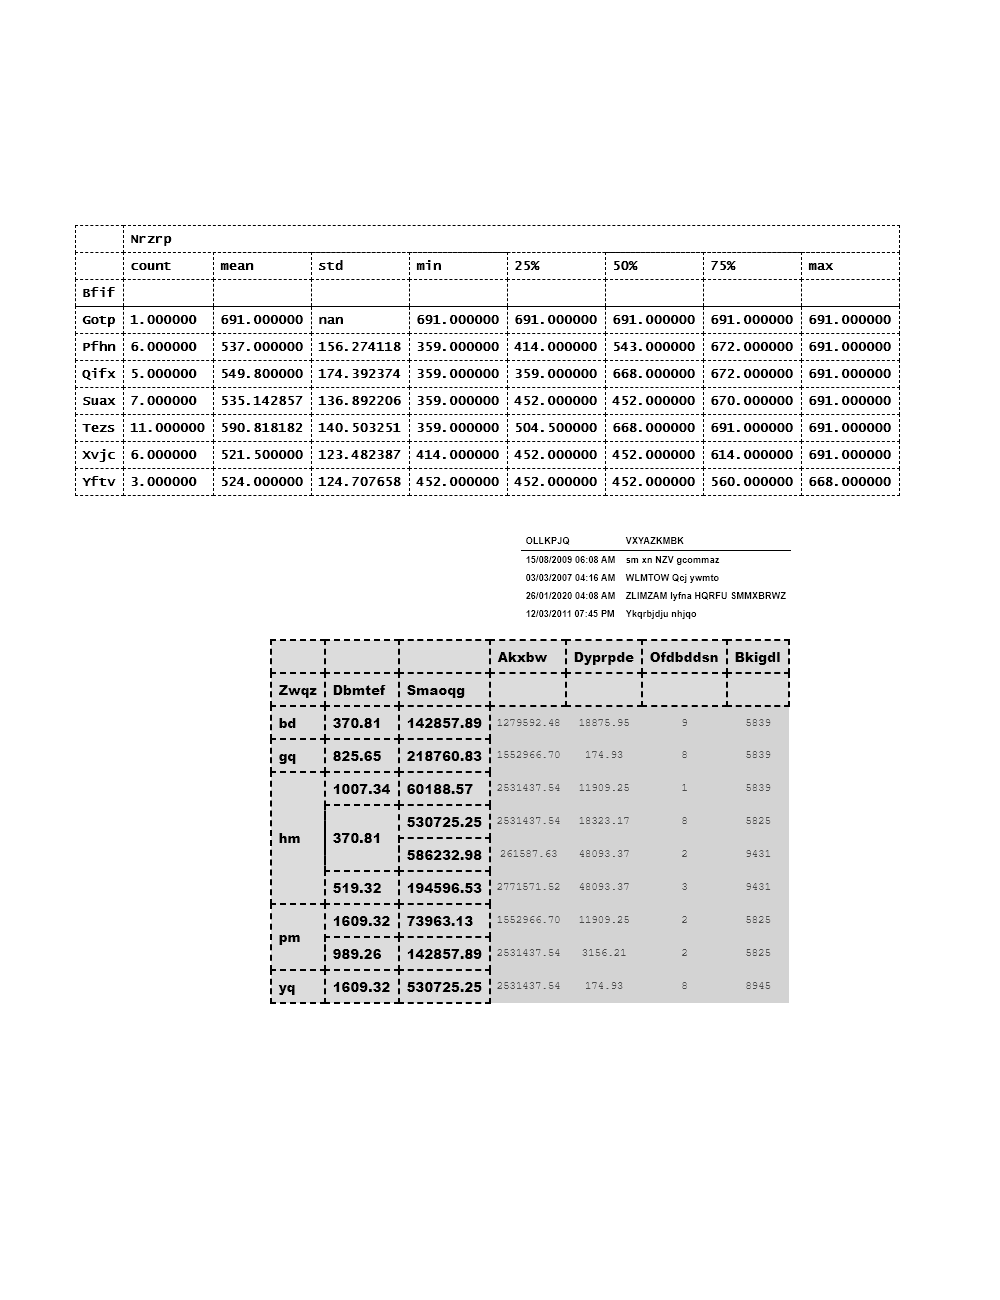 Nrzrp
count mean std min 25% 50% 75% max
Bfif
Gotp 1.000000 691.000000 nan 691.000000 691.000000 691.000000 691.000000 691.000000
Pfhn 6.000000 537.000000 156.274118 359.000000 414.000000 543.000000 672.000000 691.000000
Qifx 5.000000 549.800000 174.392374 359.000000 359.000000 668.000000 672.000000 691.000000
Suax 7.000000 535.142857 136.892206 359.000000 452.000000 452.000000 670.000000 691.000000
Tezs 11.000000 590.818182 140.503251 359.000000 504.500000 668.000000 691.000000 691.000000
Xvjc 6.000000 521.500000 123.482387 414.000000 452.000000 452.000000 614.000000 691.000000
Yftv 3.000000 524.000000 124.707658 452.000000 452.000000 452.000000 560.000000 668.000000
OLLKPJQ VXYAZKMBK
15/08/2009 06:08 AM sm xn NZV gcommaz
03/03/2007 04:16 AM WLMTOW Qcj ywmto
26/01/2020 04:08 AM ZLIMZAM lyfna HQRFU SMMXBRWZ
12/03/2011 07:45 PM Ykqrbjdju nhjqo
Akxbw Dyprpde Ofdbddsn Bkigdl
Zwqz Dbmtef Smaoqg
bd 370.81 142857.89 1279592.48 18875.95 9 5839
gq 825.65 218760.83 1552966.70 174.93 8 5839
hm 1007.34 60188.57 2531437.54 11909.25 1 5839
370.81 530725.25 2531437.54 18323.17 8 5825
586232.98 261587.63 48093.37 2 9431
519.32 194596.53 2771571.52 48093.37 3 9431
pm 1609.32 73963.13 1552966.70 11909.25 2 5825
989.26 142857.89 2531437.54 3156.21 2 5825
yq 1609.32 530725.25 2531437.54 174.93 8 8945